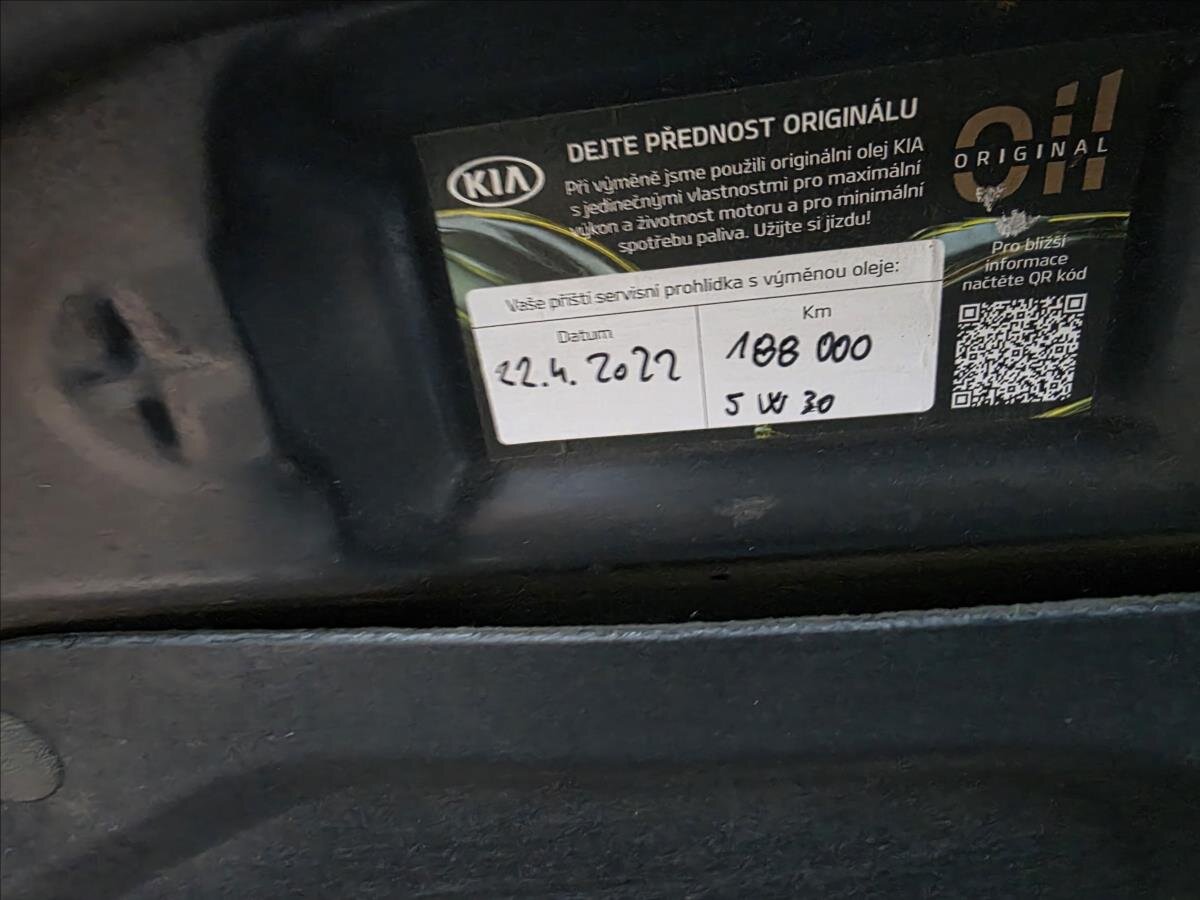 KIA
DEJTE PŘEDNOST ORIGINÁLU
Při výměně jsme použili originální olej KIA
s jedinečnými vlastnostmi pro maximální
výkon a životnost motoru a pro minimální
spotřebu paliva. Užijte si jízdu!
Oil
ORIGINAL
Pro bližší
informace
načtěte QR kód
Vaše příští servisní prohlídka s výměnou oleje:
Datum
22.4.2022
Km
188 000
5 W 30